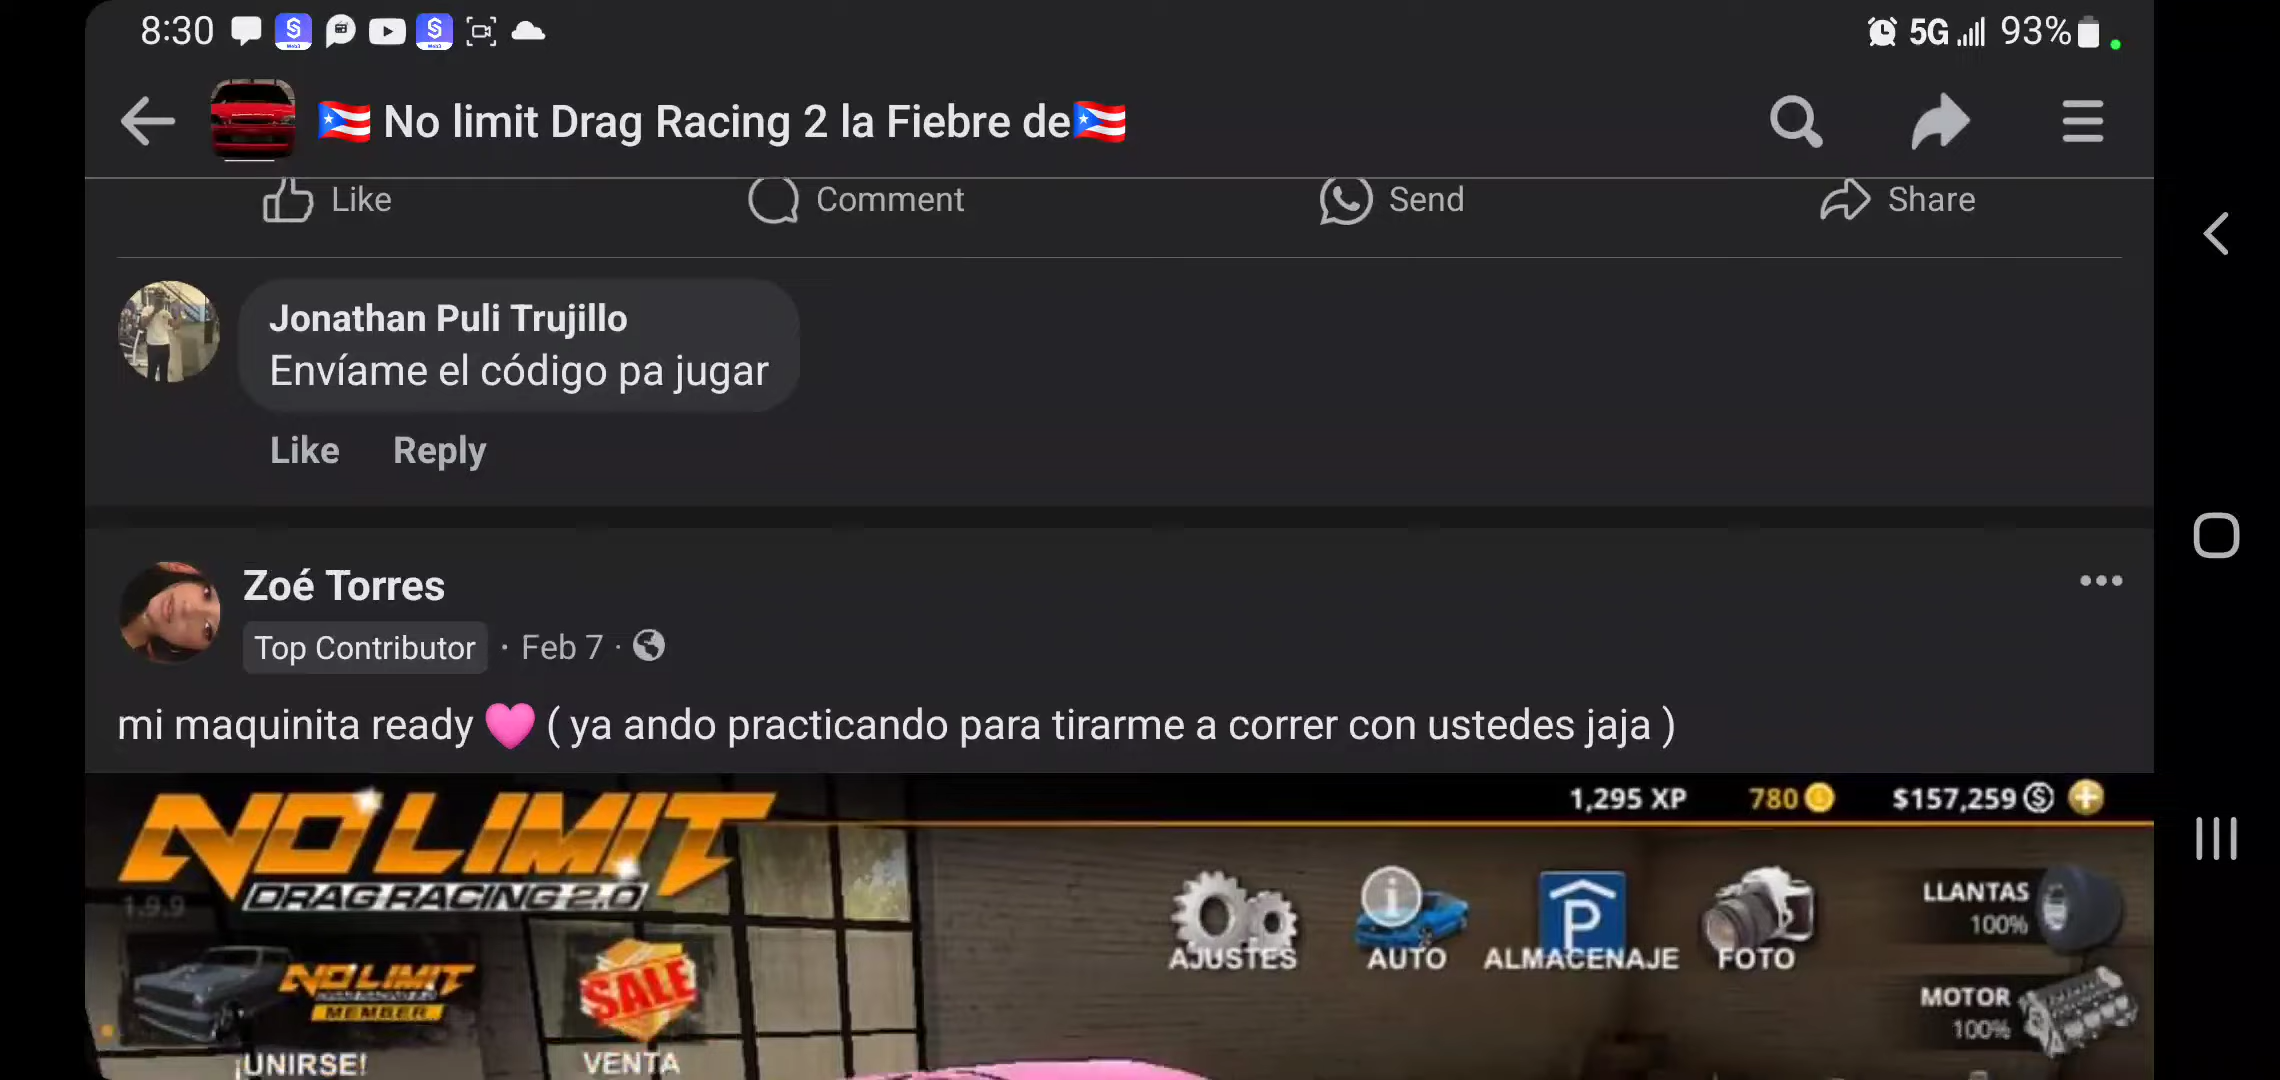 8:30
5G 93%
🇵🇷 No limit Drag Racing 2 la Fiebre de🇵🇷
Like Comment Send Share
Jonathan Puli Trujillo
Envíame el código pa jugar
Like Reply
Zoé Torres
Top Contributor · Feb 7 ·
mi maquinita ready 🩷 ( ya ando practicando para tirarme a correr con ustedes jaja )
1,295 XP 780 $157,259
NO LIMIT
DRAG RACING 2.0
1.9.9
AJUSTES AUTO ALMACENAJE FOTO
LLANTAS
100%
NO LIMIT
MEMBER
¡UNIRSE!
SALE
VENTA
MOTOR
100%